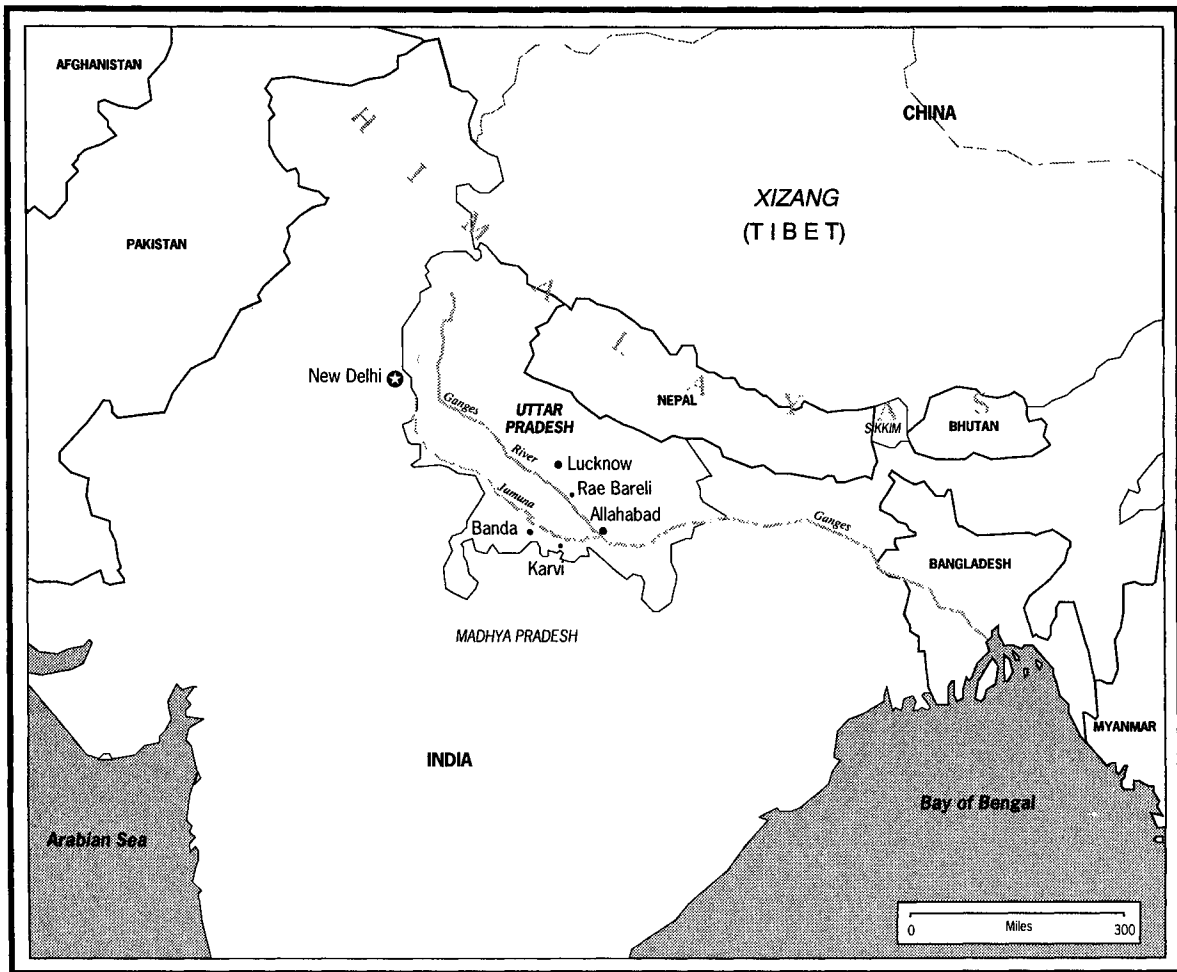 AFGHANISTAN
CHINA
HIMALAYAS
XIZANG
(TIBET)
PAKISTAN
New Delhi
Ganges
River
UTTAR
PRADESH
NEPAL
SIKKIM
BHUTAN
Lucknow
Rae Bareli
Jumuna
Allahabad
Ganges
Banda
Karvi
BANGLADESH
MADHYA PRADESH
MYANMAR
INDIA
Bay of Bengal
Arabian Sea
0 Miles 300